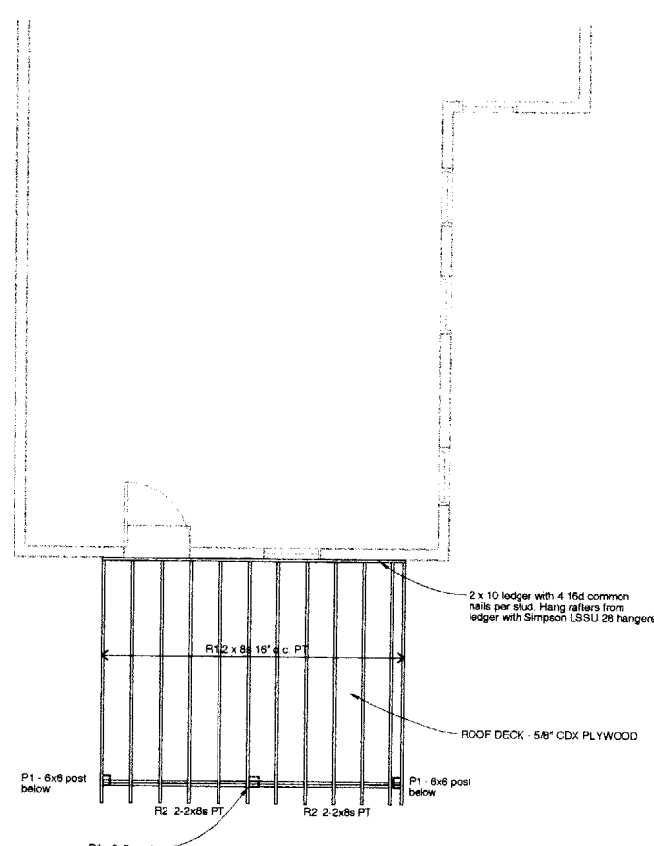 2 x 10 ledger with 4 16d common
nails per stud. Hang rafters from
ledger with Simpson LSSU 28 hangers
R1 2 x 8s 16" o.c. PT
ROOF DECK - 5/8" CDX PLYWOOD
P1 - 6x6 post
below
P1 - 6x6 post
below
R2 2-2x8s PT
R2 2-2x8s PT